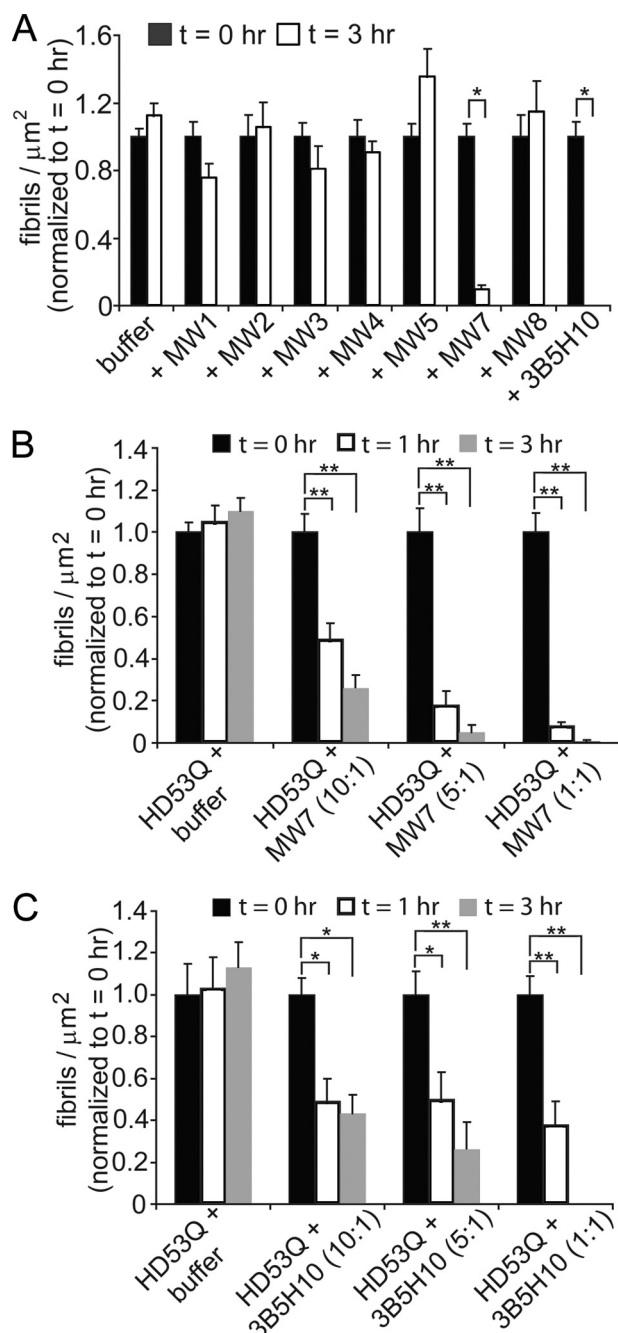 A
t = 0 hr t = 3 hr
fibrils / μm²
(normalized to t = 0 hr)
1.6
1.2
0.8
0.4
0
* *
buffer
+ MW1
+ MW2
+ MW3
+ MW4
+ MW5
+ MW7
+ MW8
+ 3B5H10
B
t = 0 hr t = 1 hr t = 3 hr
fibrils / μm2
(normalized to t = 0 hr)
1.4
1.2
1.0
0.8
0.6
0.4
0.2
0
** ** **
** ** **
HD53Q +
buffer
HD53Q +
MW7 (10:1)
HD53Q +
MW7 (5:1)
HD53Q +
MW7 (1:1)
C
t = 0 hr t = 1 hr t = 3 hr
fibrils / μm2
(normalized to t = 0 hr)
1.4
1.2
1.0
0.8
0.6
0.4
0.2
0
* ** **
* * **
HD53Q +
buffer
HD53Q +
3B5H10 (10:1)
HD53Q +
3B5H10 (5:1)
HD53Q +
3B5H10 (1:1)